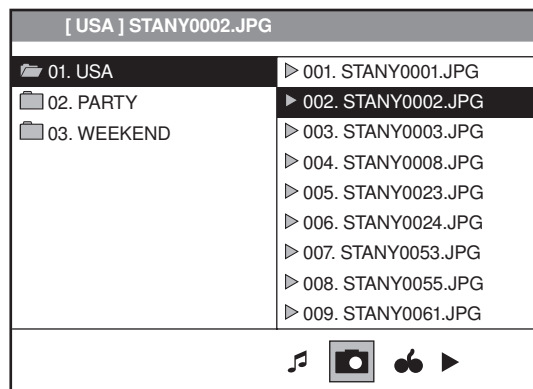 [ USA ] STANY0002.JPG
01. USA
02. PARTY
03. WEEKEND
001. STANY0001.JPG
002. STANY0002.JPG
003. STANY0003.JPG
004. STANY0008.JPG
005. STANY0023.JPG
006. STANY0024.JPG
007. STANY0053.JPG
008. STANY0055.JPG
009. STANY0061.JPG